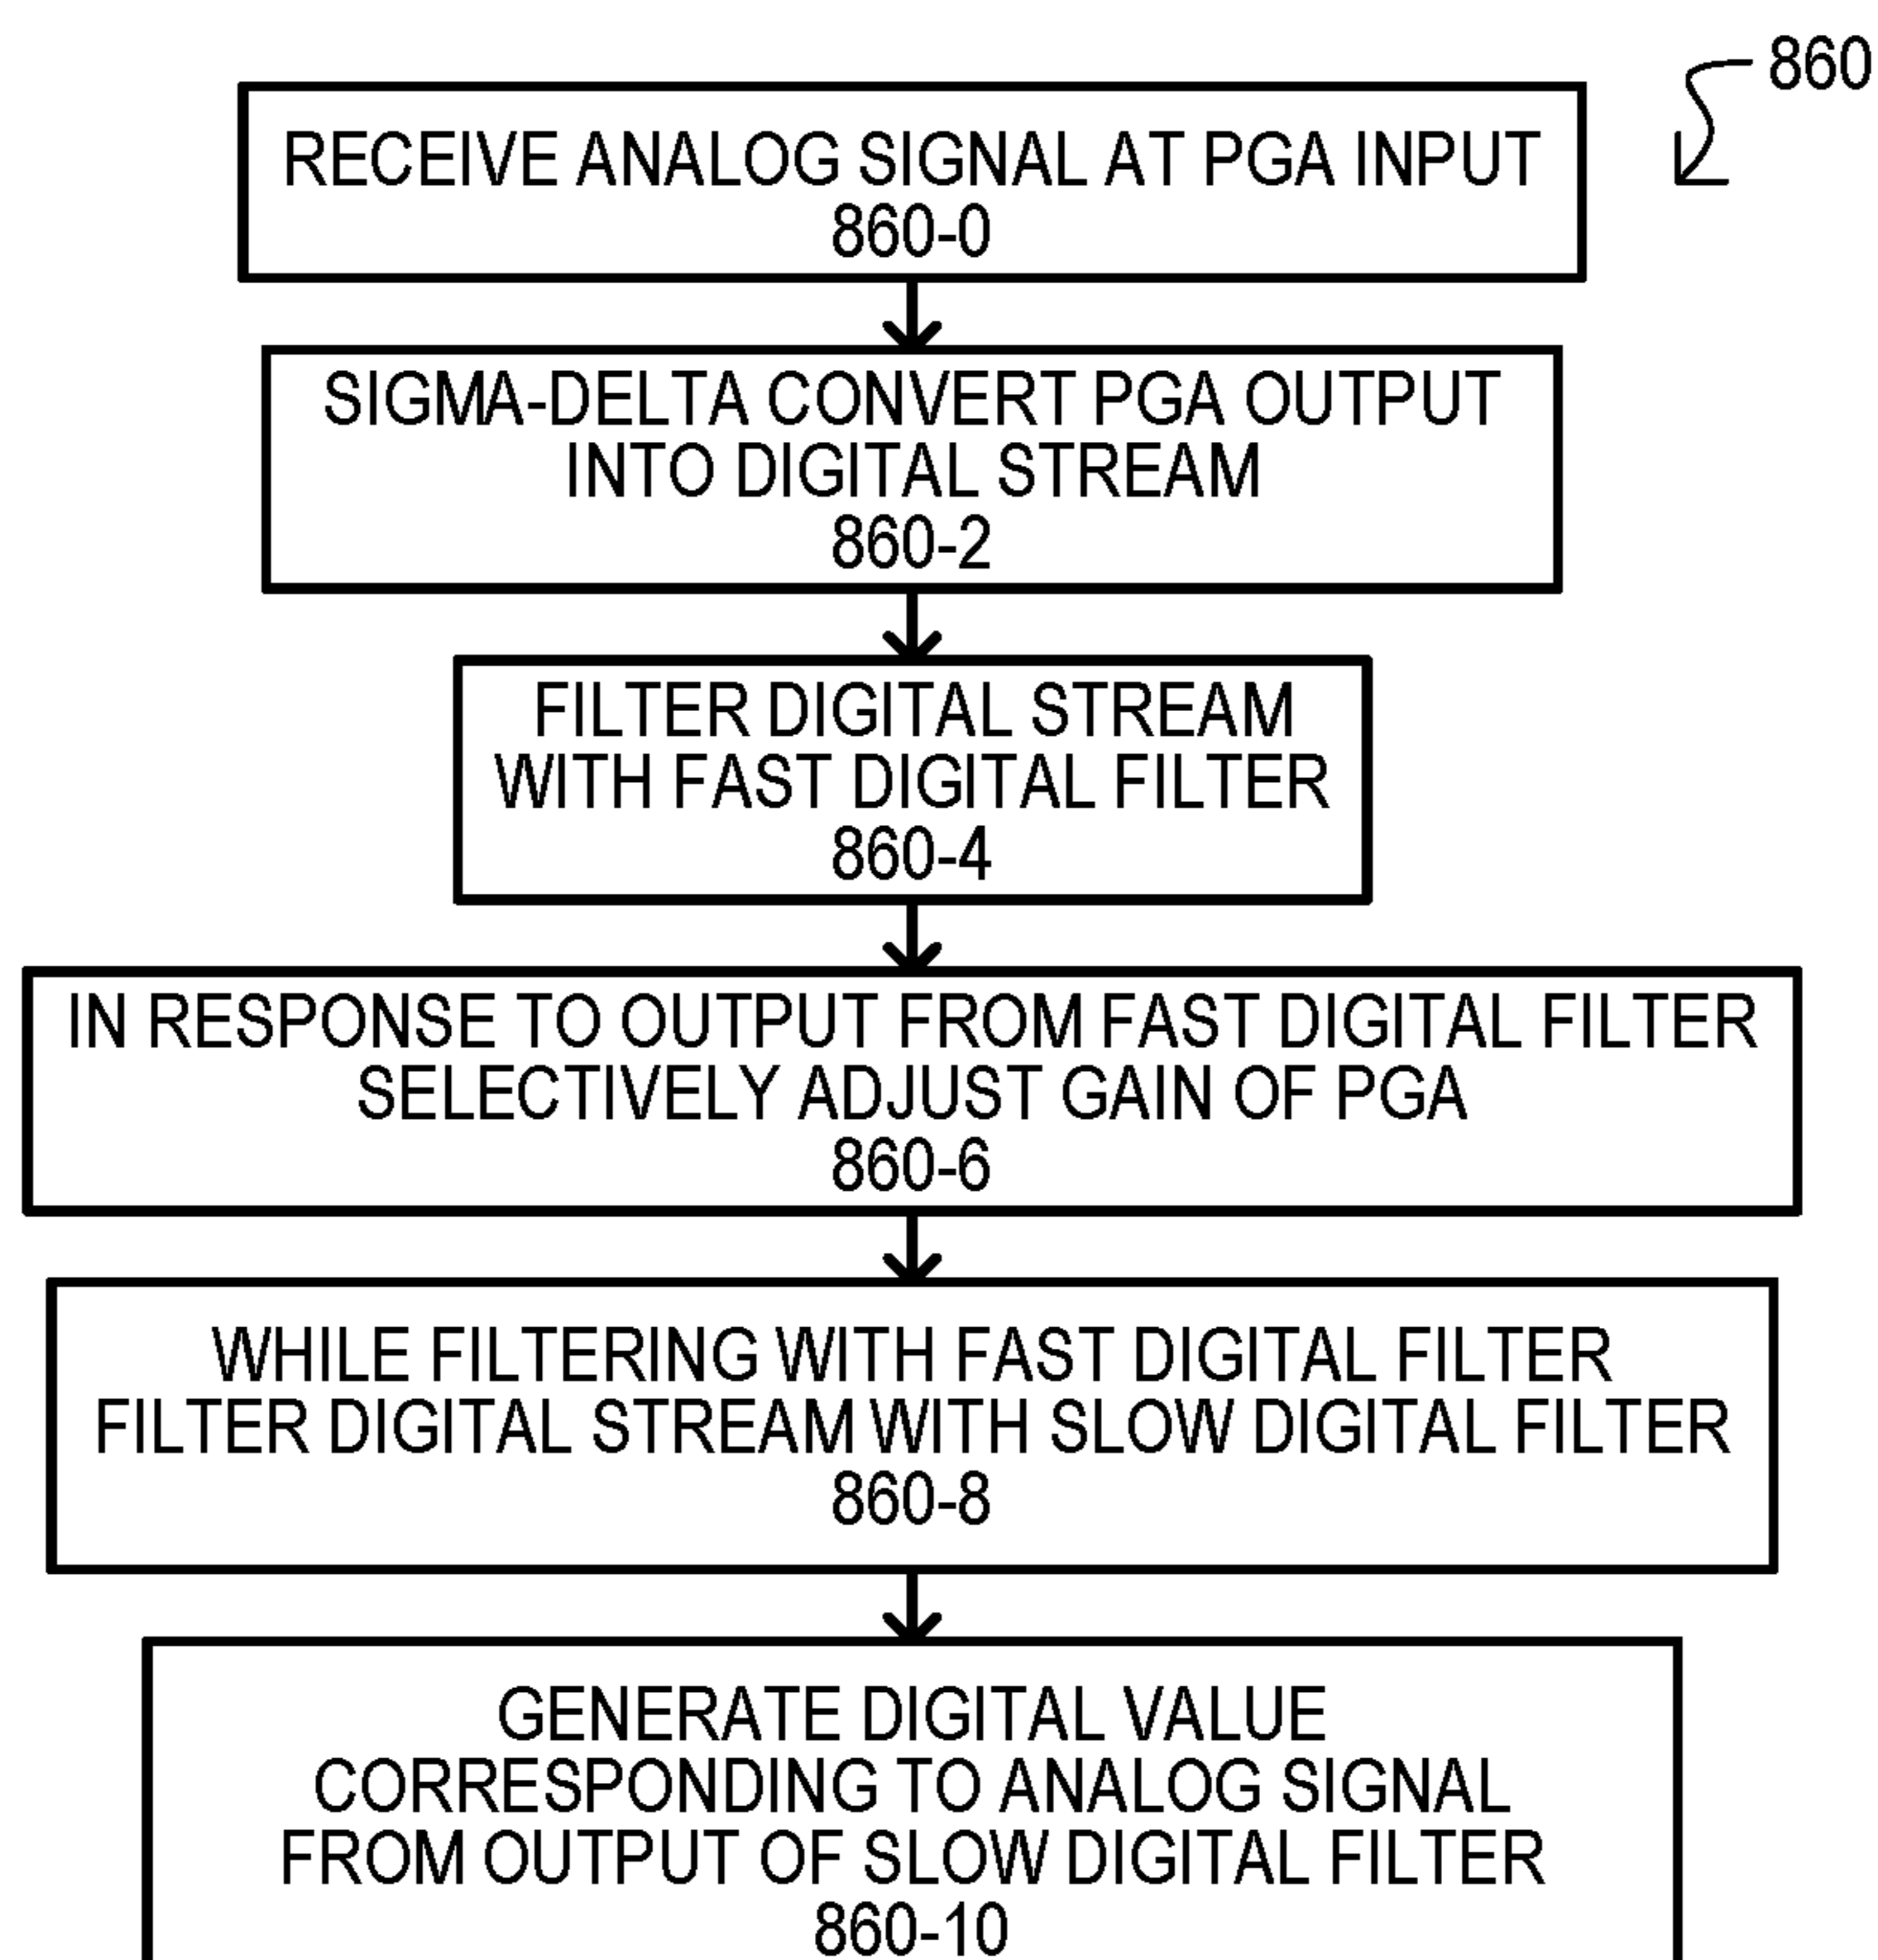 860
RECEIVE ANALOG SIGNAL AT PGA INPUT
860-0
SIGMA-DELTA CONVERT PGA OUTPUT
INTO DIGITAL STREAM
860-2
FILTER DIGITAL STREAM
WITH FAST DIGITAL FILTER
860-4
IN RESPONSE TO OUTPUT FROM FAST DIGITAL FILTER
SELECTIVELY ADJUST GAIN OF PGA
860-6
WHILE FILTERING WITH FAST DIGITAL FILTER
FILTER DIGITAL STREAM WITH SLOW DIGITAL FILTER
860-8
GENERATE DIGITAL VALUE
CORRESPONDING TO ANALOG SIGNAL
FROM OUTPUT OF SLOW DIGITAL FILTER
860-10